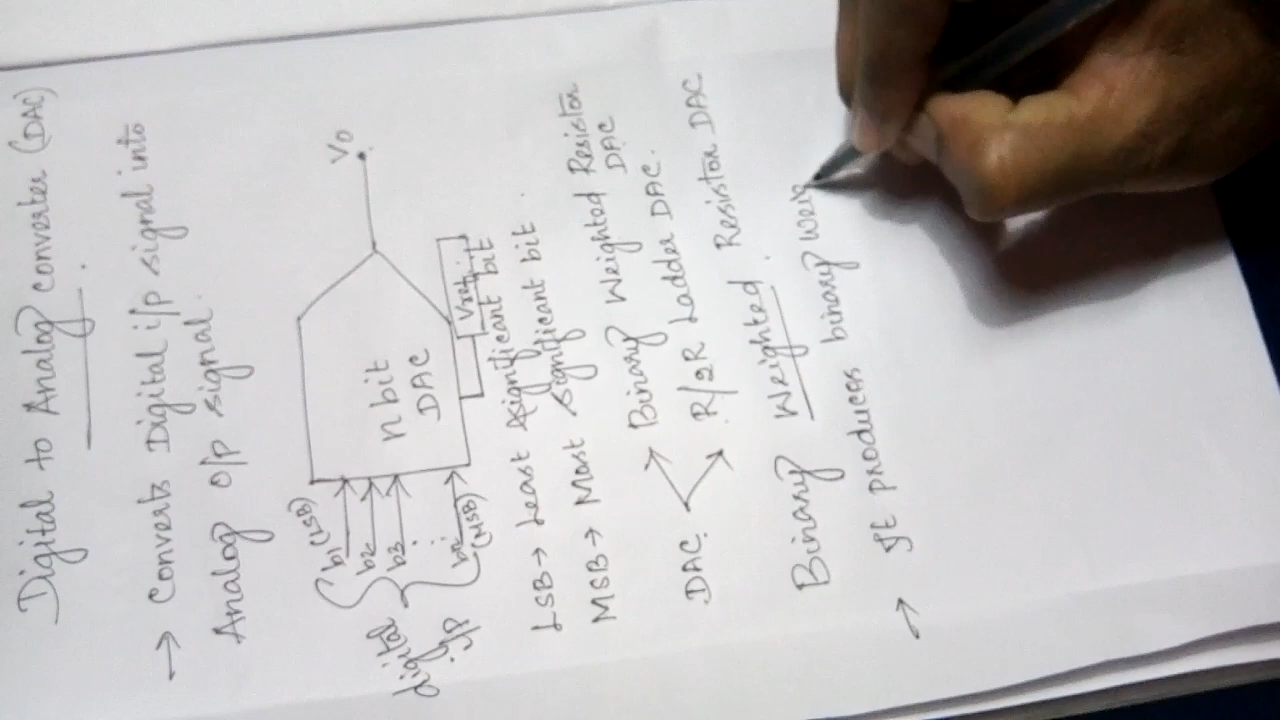 Digital to Analog converter (DAC)
→ Converts Digital i/p signal into
Analog o/p signal.
b1 (LSB)
b2
b3
bn (MSB)
digital
i/p
n bit
DAC
Vo
Vref
LSB → Least significant bit
MSB → Most significant bit.
DAC. Binary Weighted Resistor
DAC
R/2R Ladder DAC.
Binary Weighted Resistor DAC
→ It produces binary weig